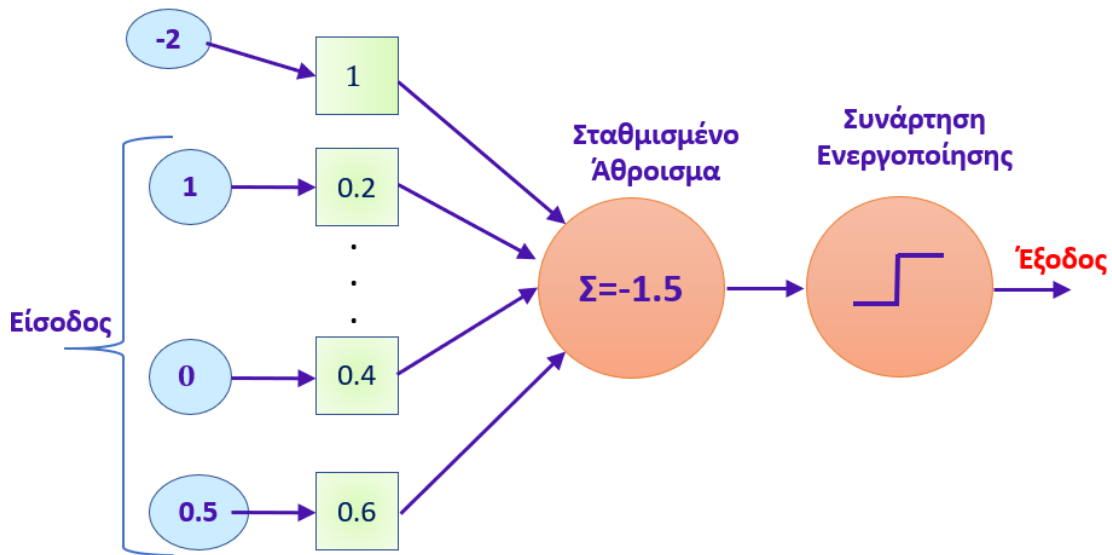 -2
1
Σταθμισμένο
Άθροισμα
Συνάρτηση
Ενεργοποίησης
1
0.2
Είσοδος
Σ=-1.5
Έξοδος
0
0.4
0.5
0.6